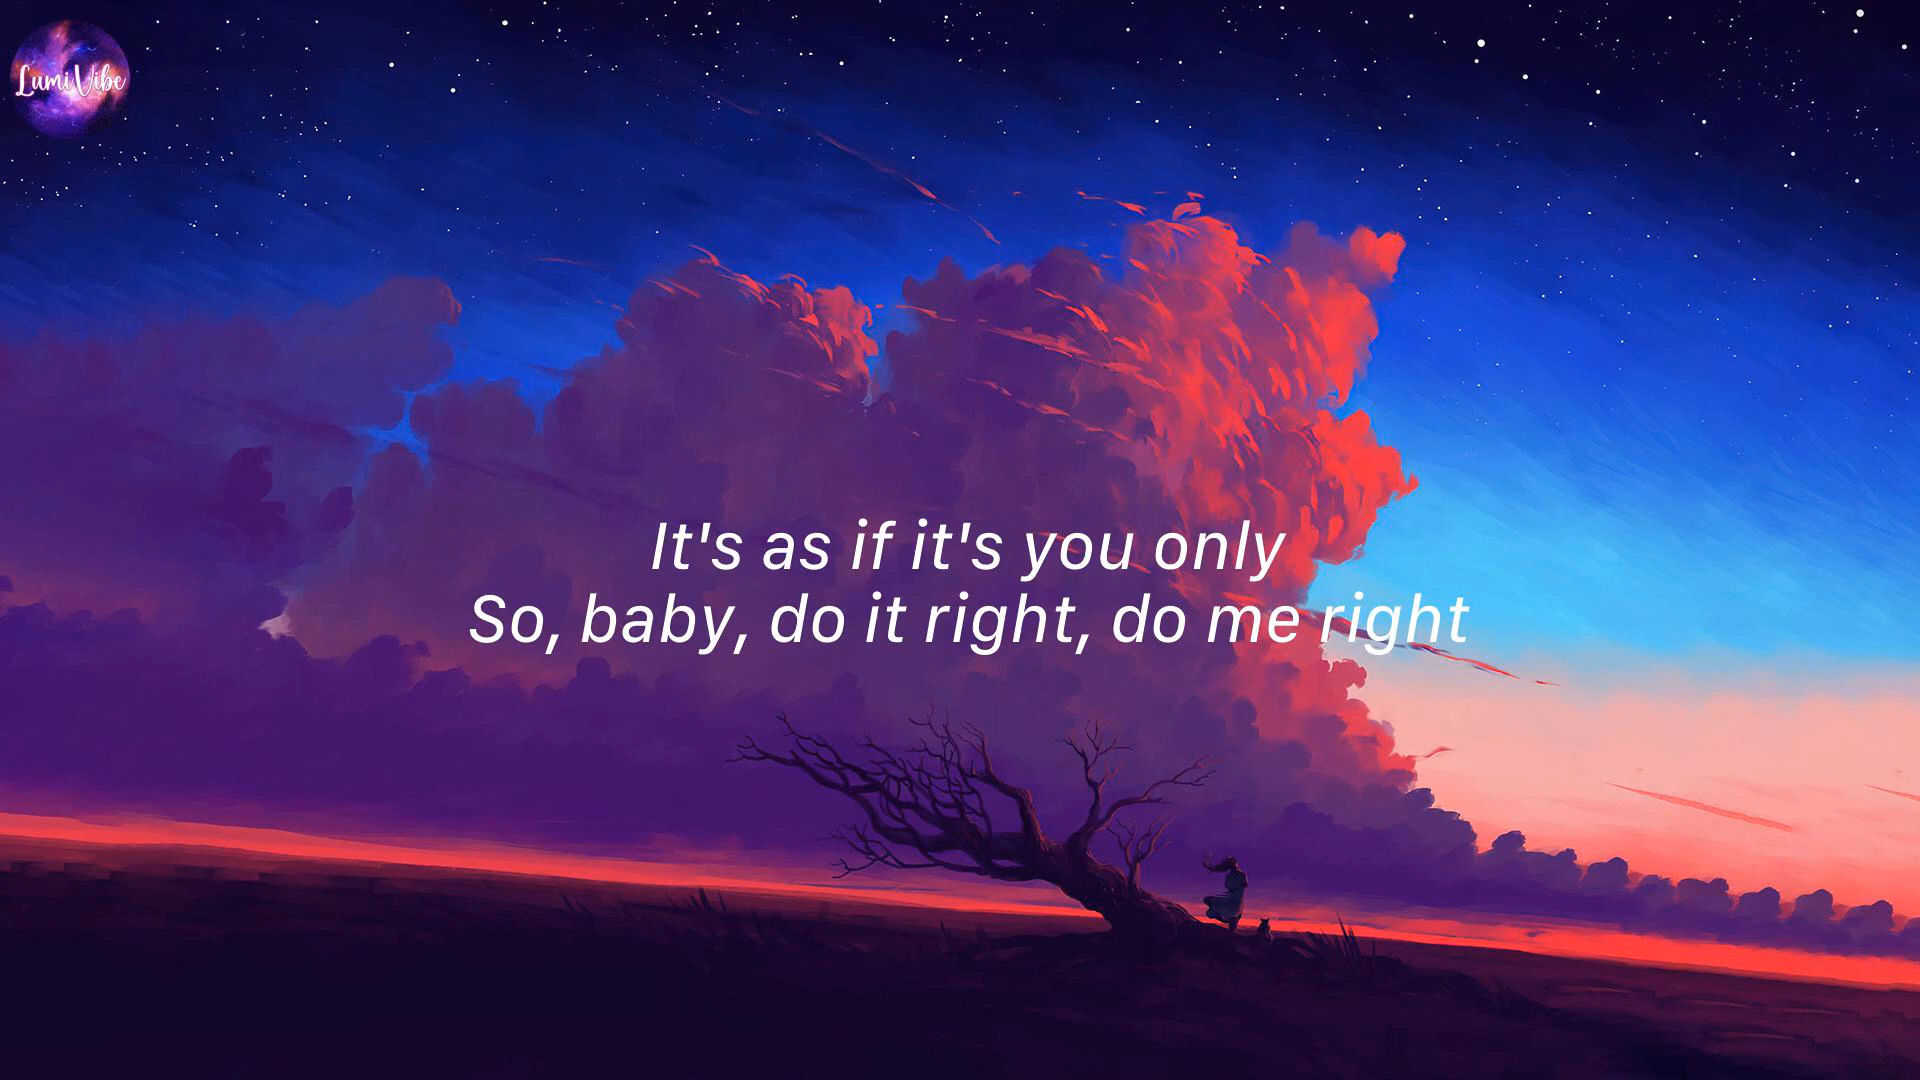 LumiVibe
It's as if it's you only
So, baby, do it right, do me right